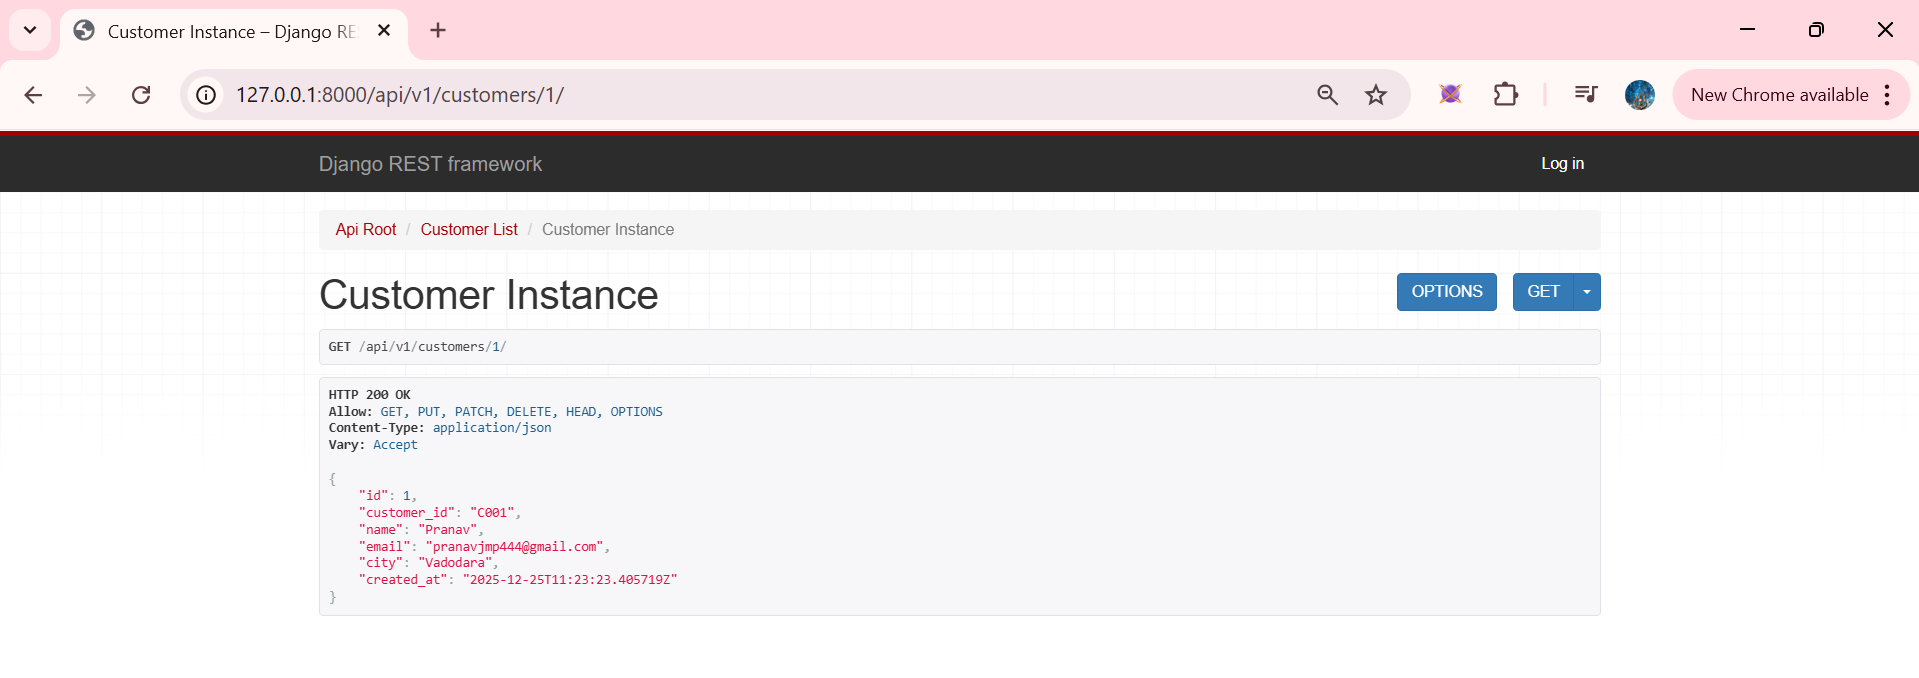 Customer Instance – Django RE
127.0.0.1:8000/api/v1/customers/1/
New Chrome available
Django REST framework
Log in
Api Root / Customer List / Customer Instance
Customer Instance
OPTIONS
GET
GET /api/v1/customers/1/
HTTP 200 OK
Allow: GET, PUT, PATCH, DELETE, HEAD, OPTIONS
Content-Type: application/json
Vary: Accept
{
    "id": 1,
    "customer_id": "C001",
    "name": "Pranav",
    "email": "pranavjmp444@gmail.com",
    "city": "Vadodara",
    "created_at": "2025-12-25T11:23:23.405719Z"
}